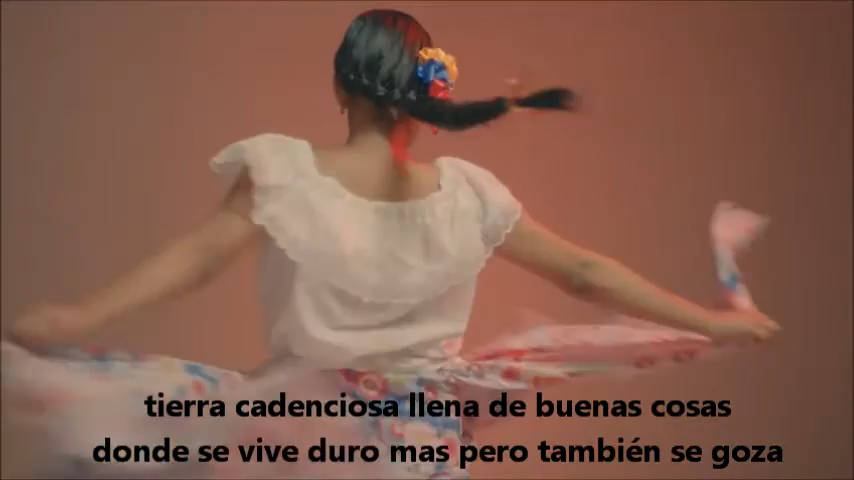 tierra cadenciosa llena de buenas cosas
donde se vive duro mas pero también se goza